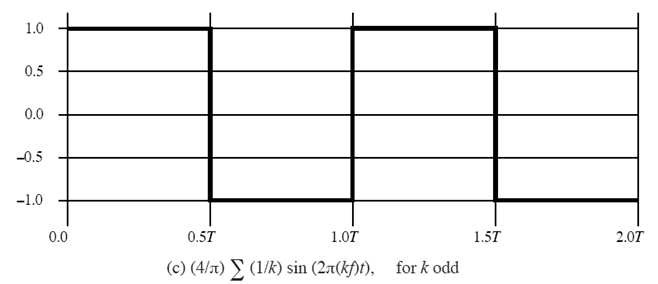 1.0
0.5
0.0
–0.5
–1.0
0.0 0.5T 1.0T 1.5T 2.0T
(c) (4/π) ∑ (1/k) sin (2π(kf)t), for k odd